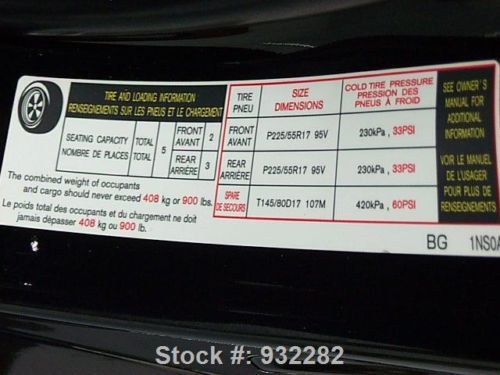 TIRE AND LOADING INFORMATION
RENSEIGNEMENTS SUR LES PNEUS ET LE CHARGEMENT
SEATING CAPACITY TOTAL 5 FRONT AVANT 2
NOMBRE DE PLACES TOTAL REAR ARRIÈRE 3
The combined weight of occupants
and cargo should never exceed 408 kg or 900 lbs.
Le poids total des occupants et du chargement ne doit
jamais dépasser 408 kg ou 900 lb.
TIRE PNEU SIZE DIMENSIONS COLD TIRE PRESSURE PRESSION DES PNEUS À FROID
FRONT AVANT P225/55R17 95V 230kPa , 33PSI
REAR ARRIÈRE P225/55R17 95V 230kPa , 33PSI
SPARE DE SECOURS T145/80D17 107M 420kPa , 60PSI
SEE OWNER'S
MANUAL FOR
ADDITIONAL
INFORMATION
VOIR LE MANUEL
DE L'USAGER
POUR PLUS DE
RENSEIGNEMENTS
BG 1NS0A
Stock #: 932282